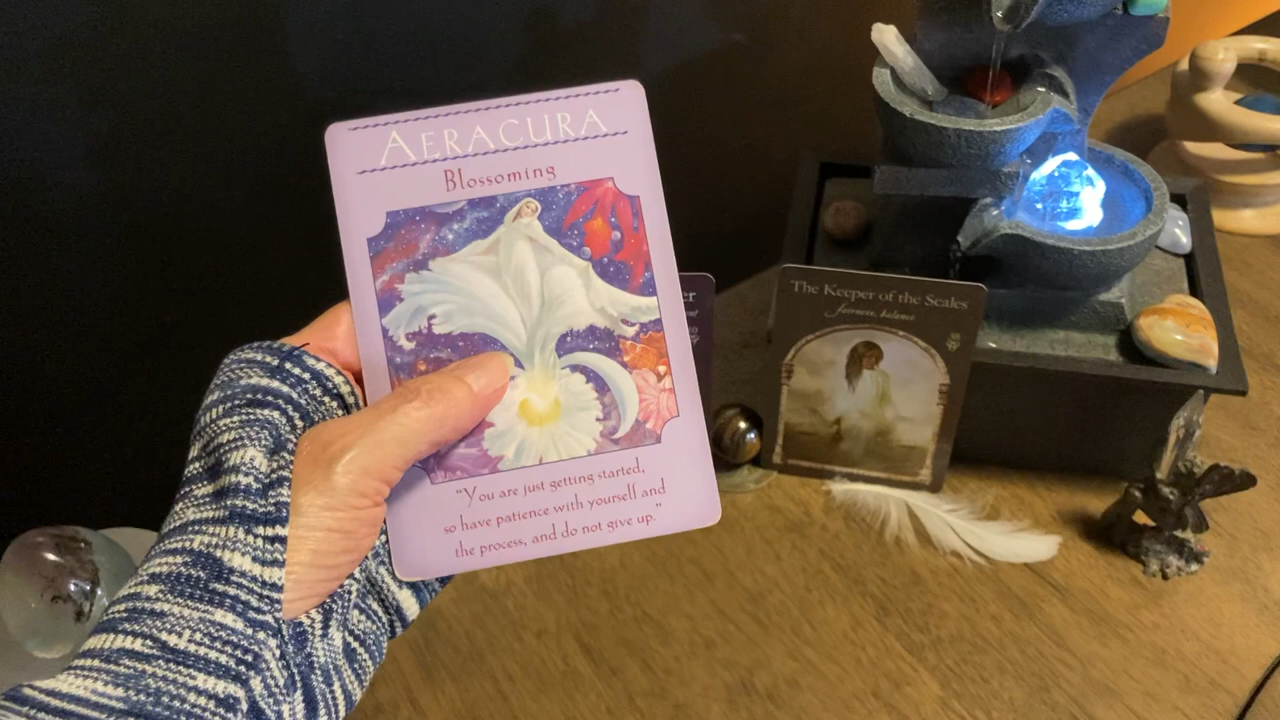 AERACURA
Blossoming
"You are just getting started,
so have patience with yourself and
the process, and do not give up."
er
The Keeper of the Scales
fairness, balance